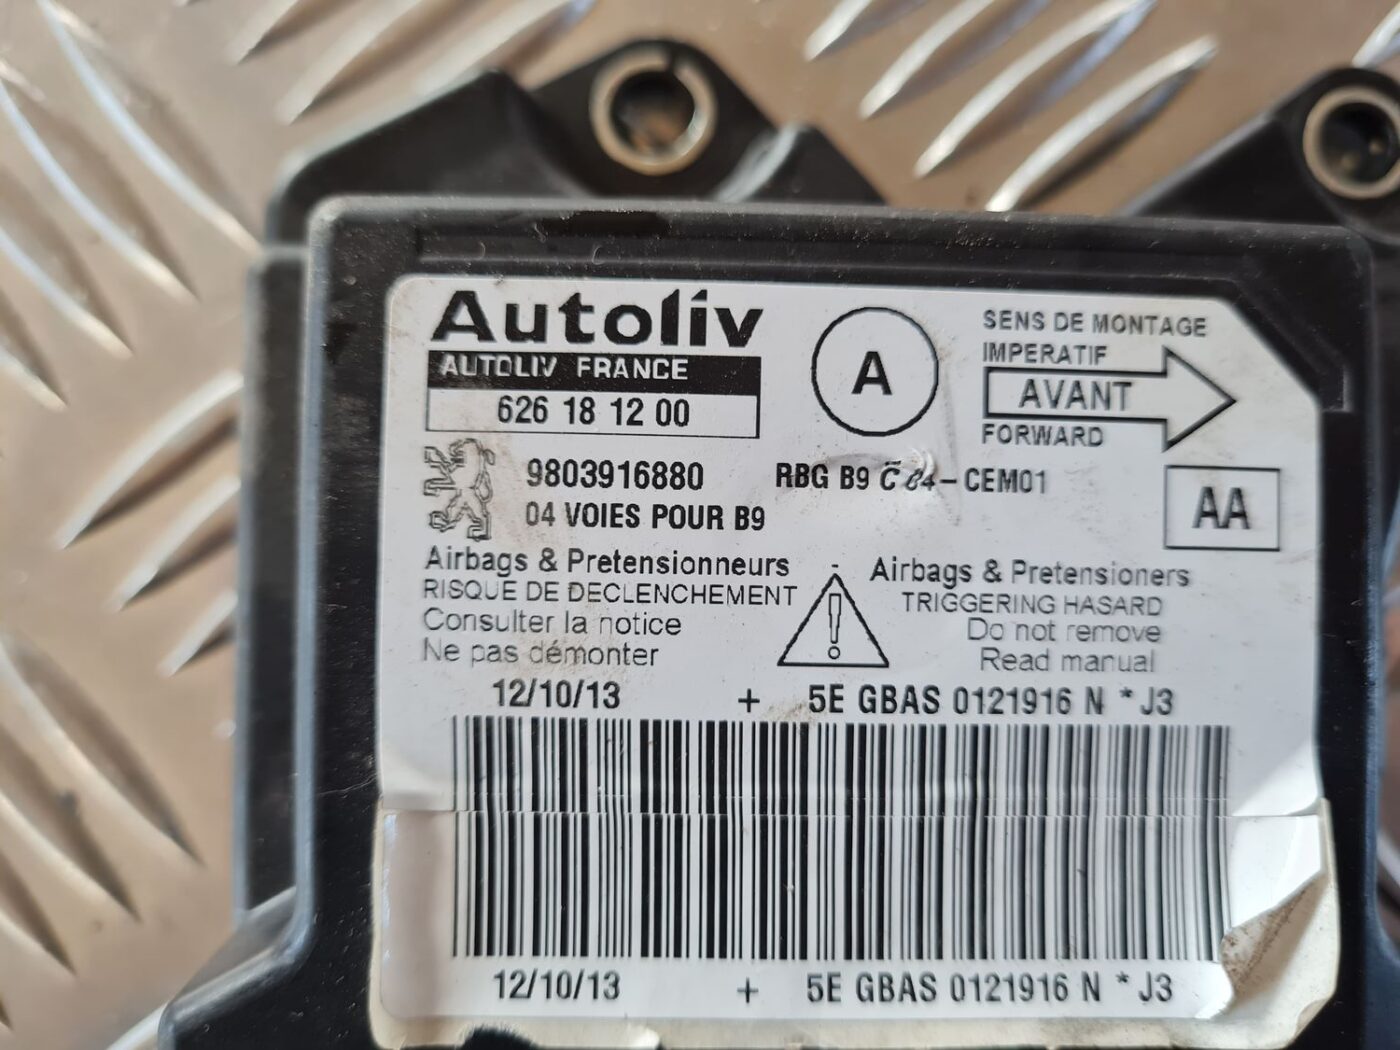 Autoliv
AUTOLIV FRANCE
626 18 12 00
A
SENS DE MONTAGE
IMPERATIF
AVANT
FORWARD
9803916880
RBG B9 -CEM01
04 VOIES POUR B9
AA
Airbags & Pretensionneurs
RISQUE DE DECLENCHEMENT
Consulter la notice
Ne pas démonter
!
Airbags & Pretensioners
TRIGGERING HASARD
Do not remove
Read manual
12/10/13 + 5E GBAS 0121916 N * J3
12/10/13 + 5E GBAS 0121916 N * J3